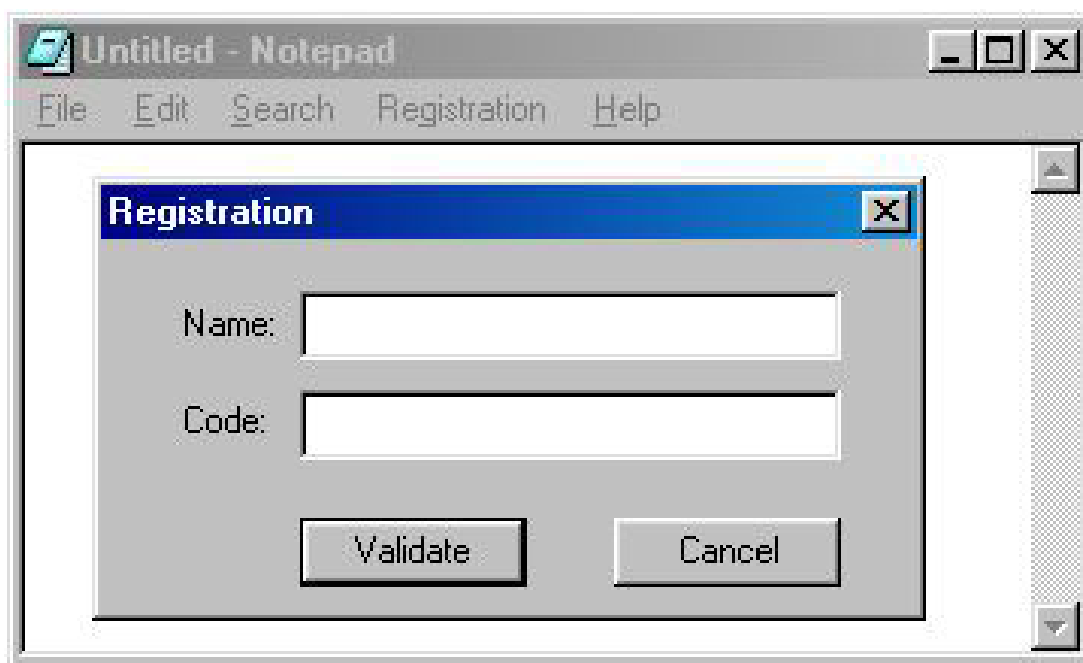 Untitled - Notepad
File Edit Search Registration Help
Registration
Name:
Code:
Validate Cancel